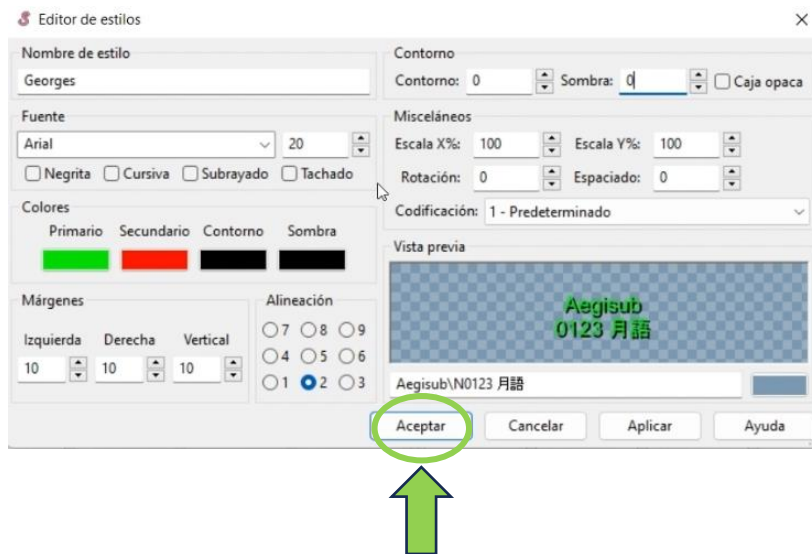 Editor de estilos
Nombre de estilo
Georges
Fuente
Arial 20
Negrita Cursiva Subrayado Tachado
Colores
Primario Secundario Contorno Sombra
Márgenes
Izquierda Derecha Vertical
10 10 10
Alineación
7 8 9
4 5 6
1 2 3
Contorno
Contorno: 0 Sombra: 0 Caja opaca
Misceláneos
Escala X%: 100 Escala Y%: 100
Rotación: 0 Espaciado: 0
Codificación: 1 - Predeterminado
Vista previa
Aegisub
0123 月語
Aegisub\N0123 月語
Aceptar Cancelar Aplicar Ayuda